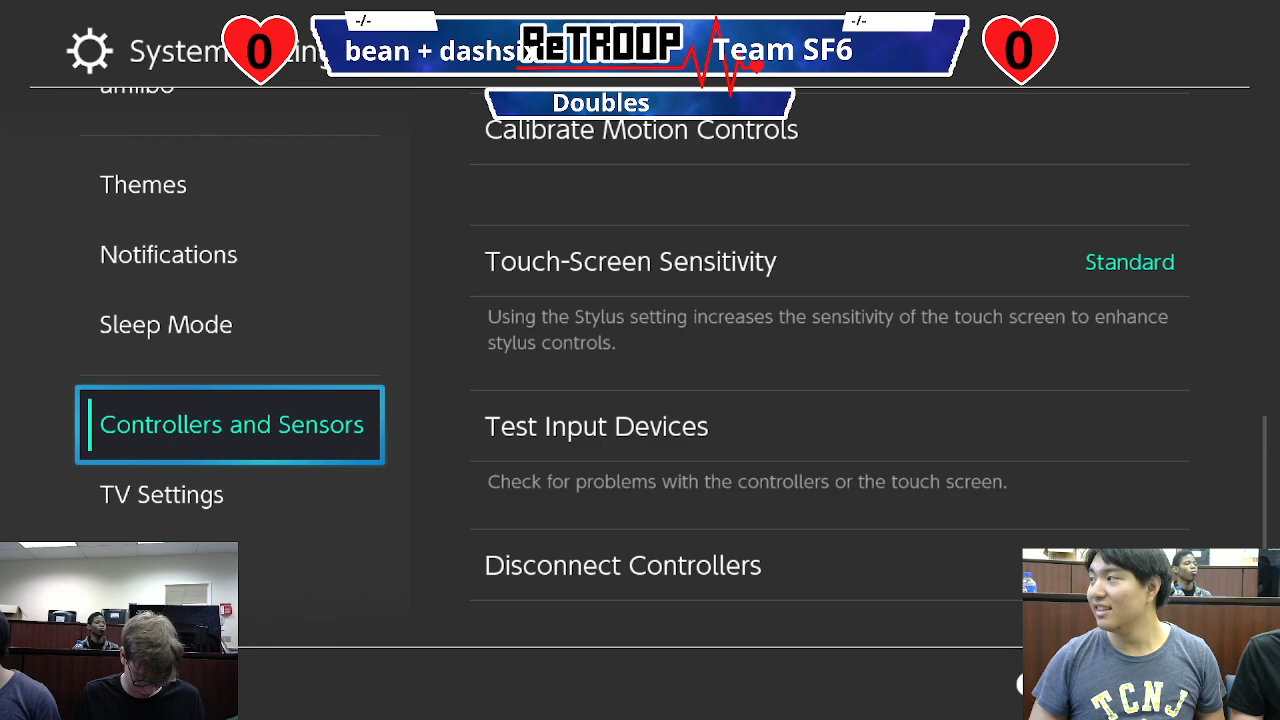 -/-
-/-
0
bean + dashsix
ReTROOP
Team SF6
0
System
Doubles
amiibo
Calibrate Motion Controls
Themes
Notifications
Touch-Screen Sensitivity
Standard
Using the Stylus setting increases the sensitivity of the touch screen to enhance
stylus controls.
Sleep Mode
Controllers and Sensors
Test Input Devices
Check for problems with the controllers or the touch screen.
TV Settings
Disconnect Controllers
TCNJ